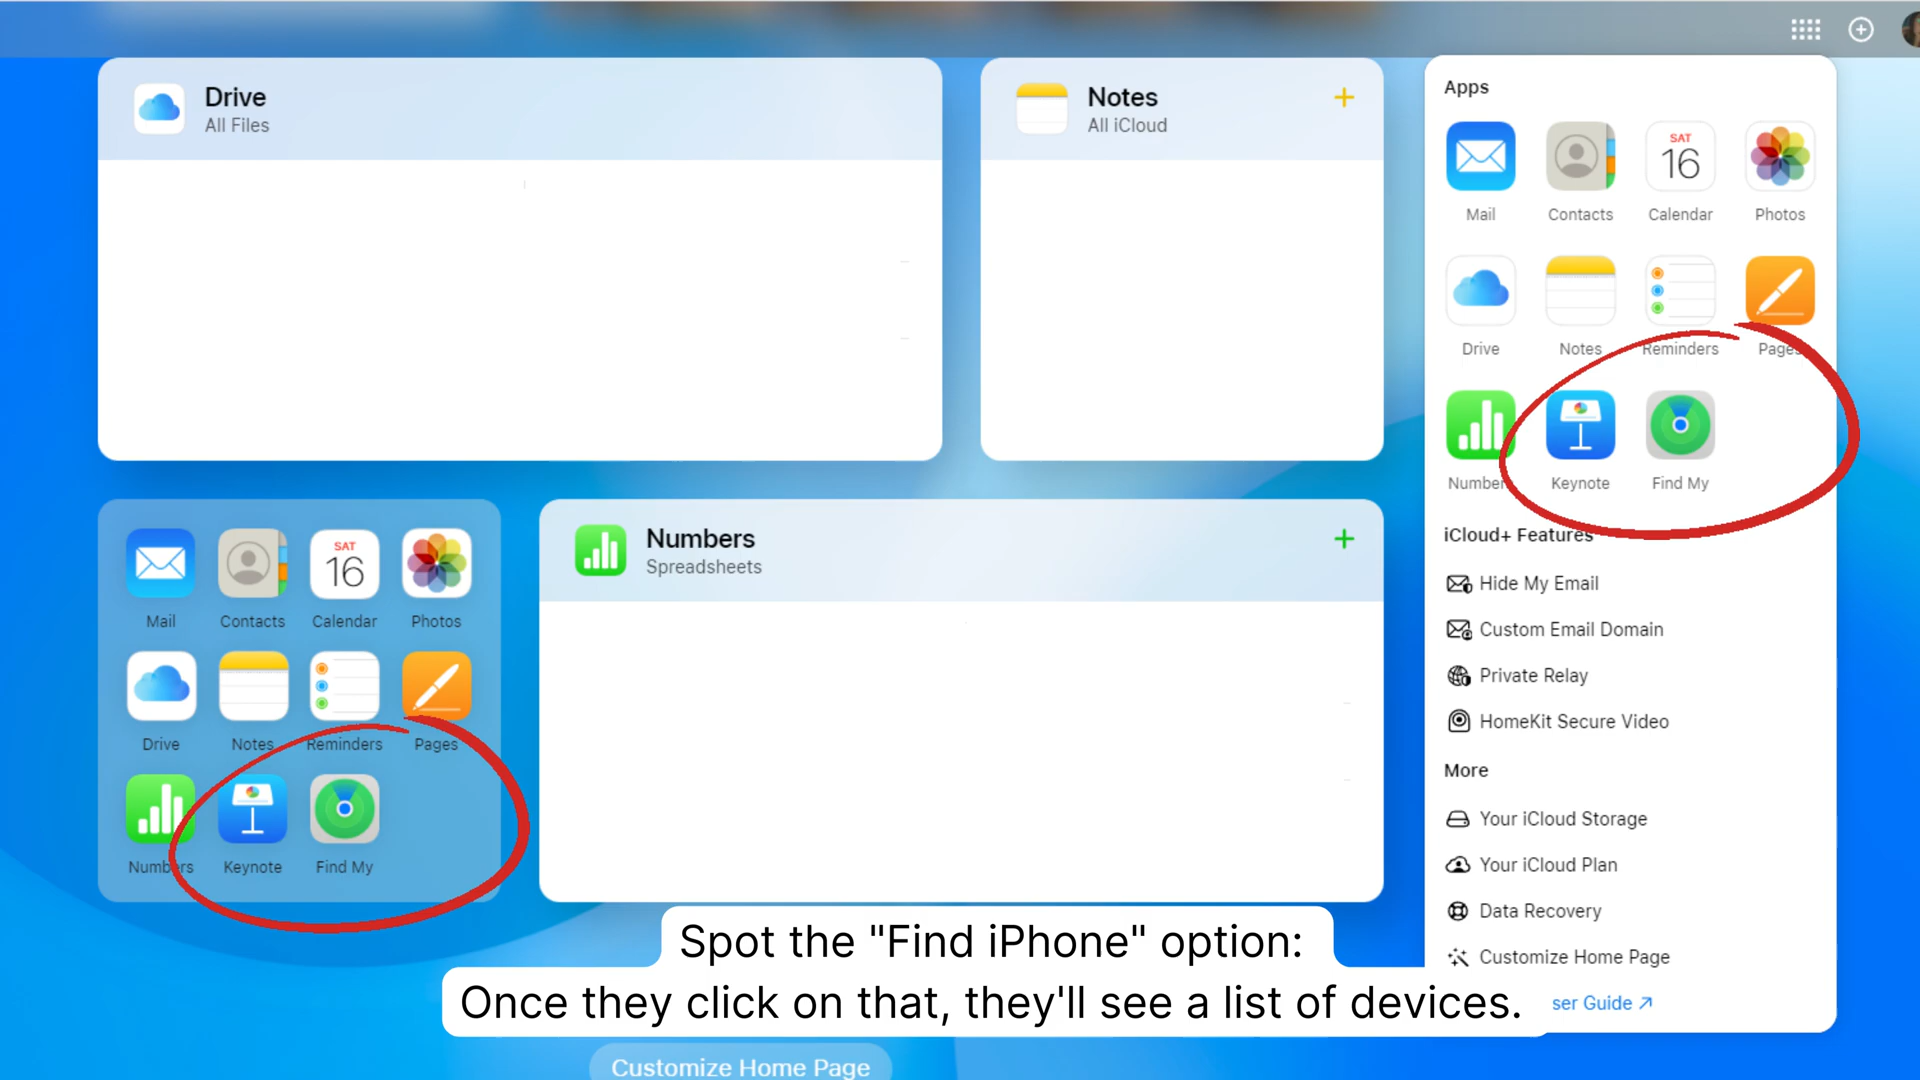 Drive
All Files
Notes
All iCloud
Apps
SAT
16
Mail
Contacts
Calendar
Photos
Drive
Notes
Reminders
Pages
Numbers
Keynote
Find My
iCloud+ Features
Hide My Email
Custom Email Domain
Private Relay
HomeKit Secure Video
More
Your iCloud Storage
Your iCloud Plan
Data Recovery
Customize Home Page
ser Guide ↗
SAT
16
Mail
Contacts
Calendar
Photos
Drive
Notes
Reminders
Pages
Numbers
Keynote
Find My
Numbers
Spreadsheets
Spot the "Find iPhone" option:
Once they click on that, they'll see a list of devices.
Customize Home Page